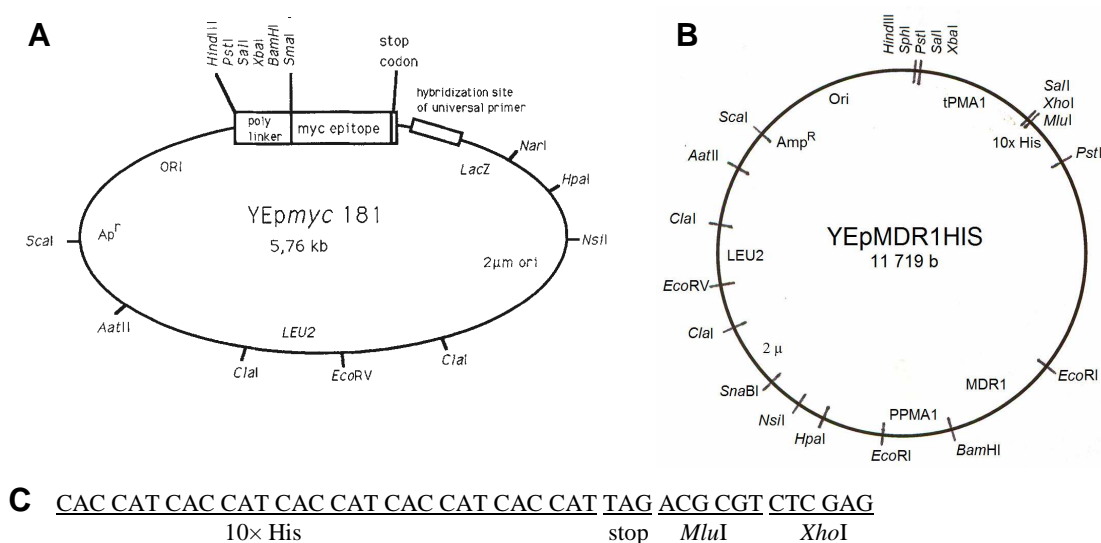 A
HindIII
PstI
SalI
XbaI
BamHI
SmaI
stop
codon
hybridization site
of universal primer
poly
linker
myc epitope
LacZ
NarI
HpaI
NsiI
2µm ori
ClaI
EcoRV
ClaI
LEU2
AatII
ScaI
Apr
ORI
YEpmyc 181
5,76 kb
B
HindIII
SphI
PstI
SalI
XbaI
tPMA1
SalI
XhoI
MluI
10x His
PstI
EcoRI
MDR1
BamHI
PPMA1
EcoRI
HpaI
NsiI
SnaBI
2 µ
ClaI
EcoRV
LEU2
ClaI
AatII
ScaI
AmpR
Ori
YEpMDR1HIS
11 719 b
C
CAC CAT CAC CAT CAC CAT CAC CAT CAC CAT TAG ACG CGT CTC GAG
10× His stop MluI XhoI